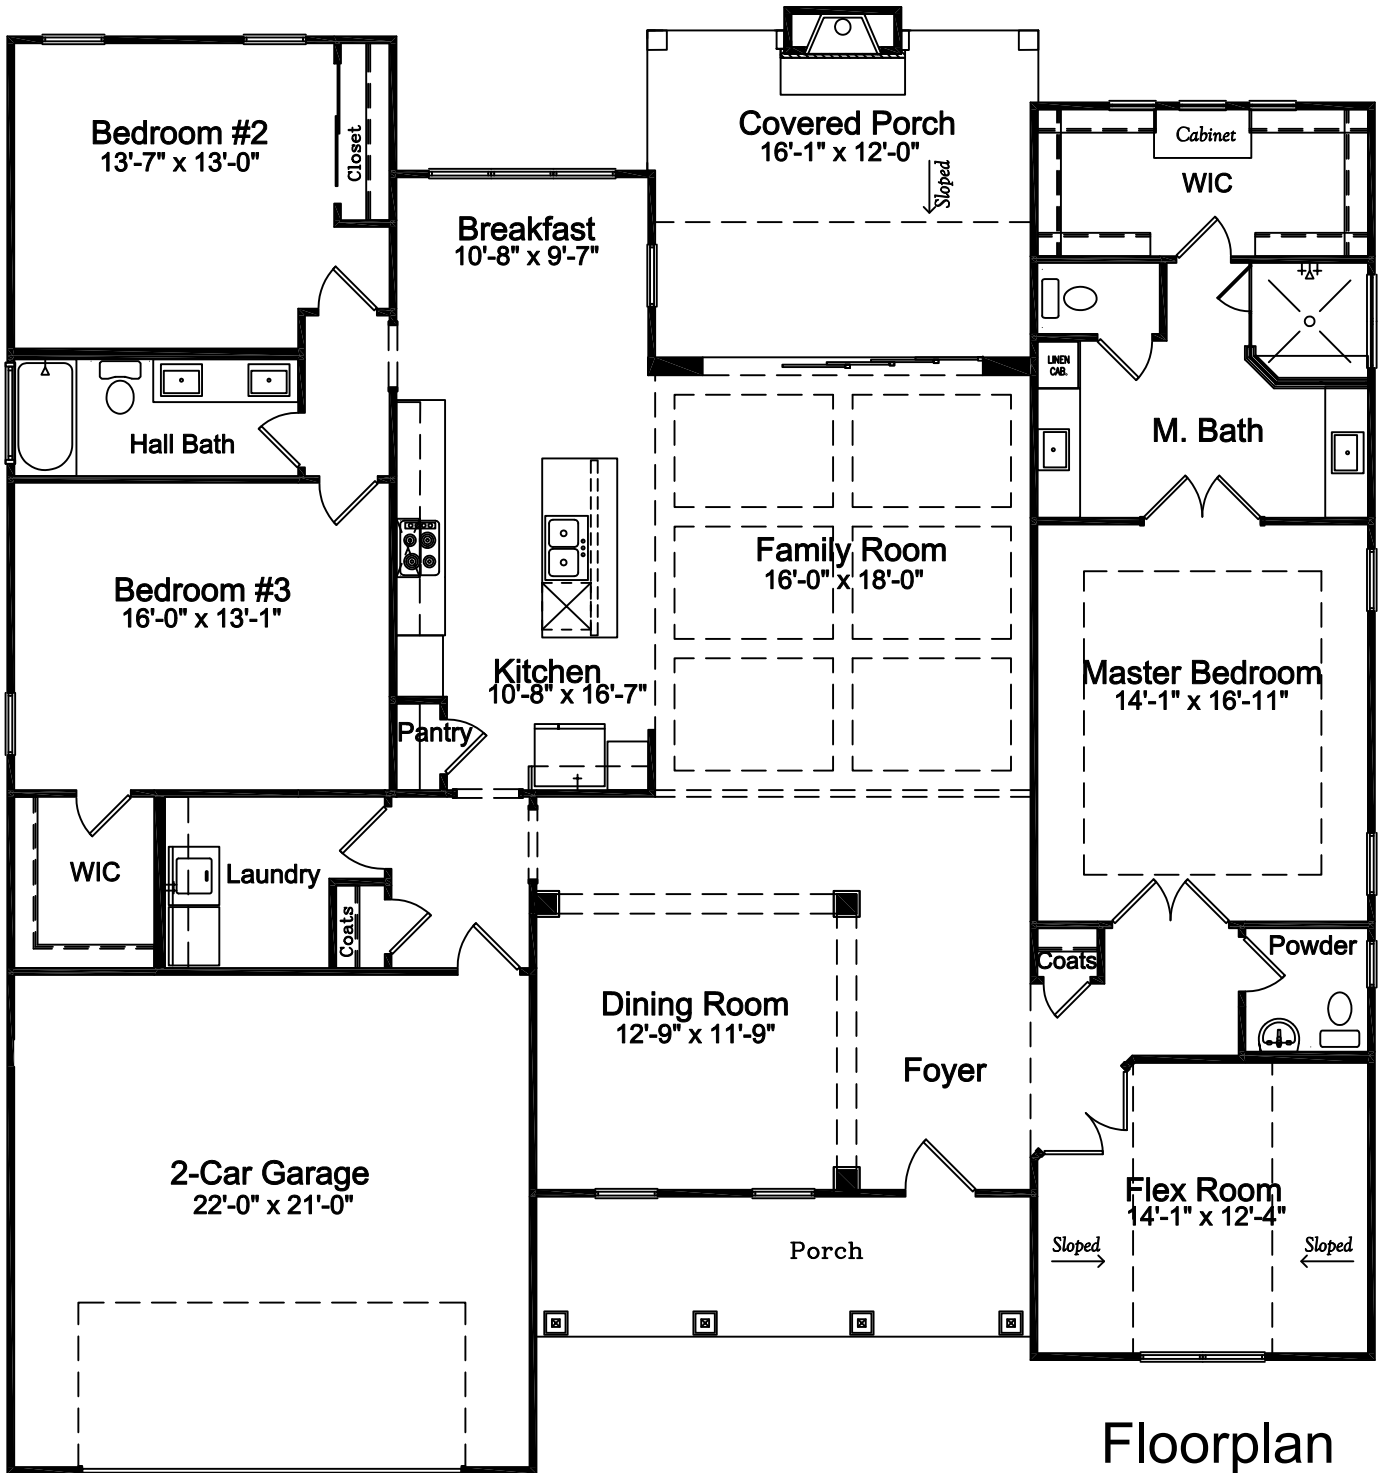 Bedroom #2
13'-7" x 13'-0"
Closet
Covered Porch
16'-1" x 12'-0"
Sloped
Cabinet
WIC
Breakfast
10'-8" x 9'-7"
LINEN
CAB.
Hall Bath
M. Bath
Bedroom #3
16'-0" x 13'-1"
Family Room
16'-0" x 18'-0"
Kitchen
10'-8" x 16'-7"
Master Bedroom
14'-1" x 16'-11"
Pantry
WIC
Laundry
Coats
Powder
Coats
Dining Room
12'-9" x 11'-9"
Foyer
2-Car Garage
22'-0" x 21'-0"
Flex Room
14'-1" x 12'-4"
Porch
Sloped
Sloped
Floorplan